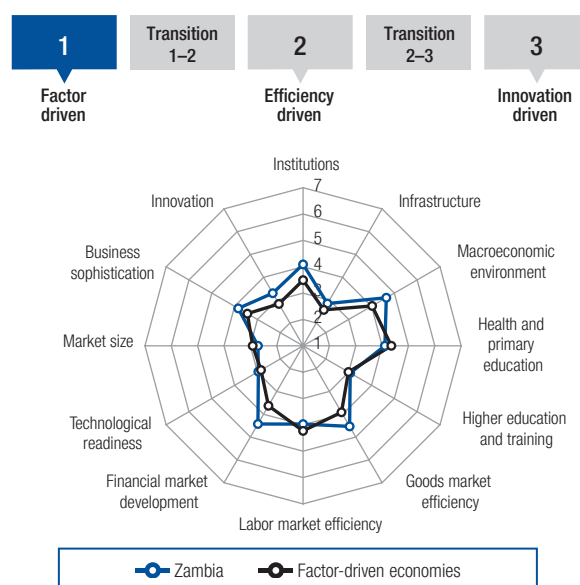 1
Transition
1–2
2
Transition
2–3
3
Factor
driven
Efficiency
driven
Innovation
driven
Institutions
7
Innovation
Infrastructure
6
5
Business
sophistication
Macroeconomic
environment
4
3
2
Market size
1
Health and
primary
education
Technological
readiness
Higher education
and training
Financial market
development
Goods market
efficiency
Labor market efficiency
Zambia
Factor-driven economies